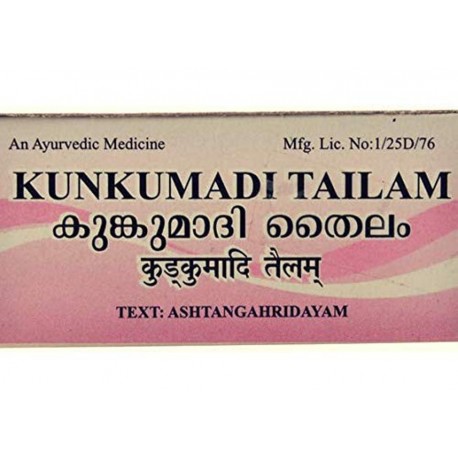 An Ayurvedic Medicine Mfg. Lic. No:1/25D/76
KUNKUMADI TAILAM
കുങ്കുമാദി തൈലം
कुड्कुमादि तैलम्
TEXT: ASHTANGAHRIDAYAM